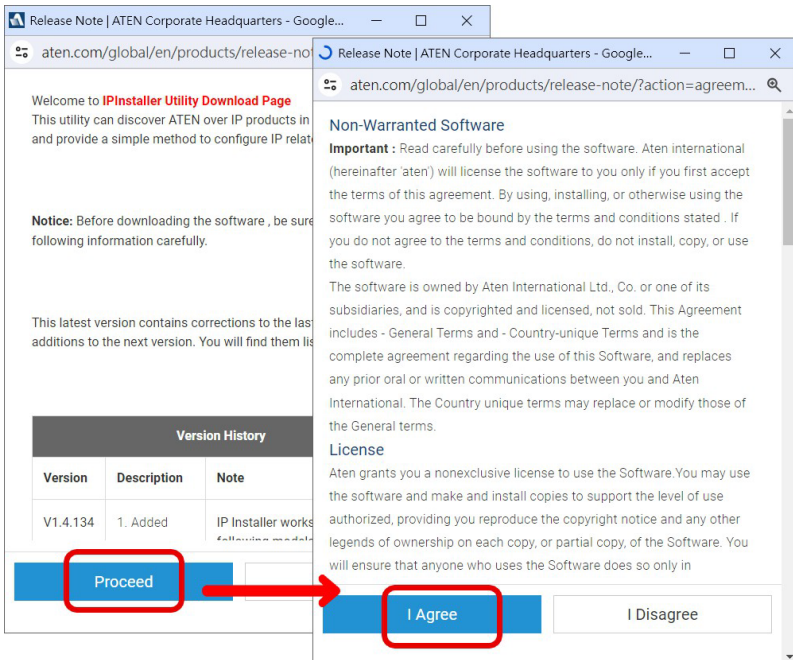 Release Note | ATEN Corporate Headquarters - Google...
aten.com/global/en/products/release-no
Welcome to IPInstaller Utility Download Page
This utility can discover ATEN over IP products in
and provide a simple method to configure IP relat
Notice: Before downloading the software , be sure
following information carefully.
This latest version contains corrections to the las
additions to the next version. You will find them lis
Version History
Version Description Note
V1.4.134 1. Added IP Installer works
following models
Proceed
Release Note | ATEN Corporate Headquarters - Google...
aten.com/global/en/products/release-note/?action=agreem...
Non-Warranted Software
Important : Read carefully before using the software. Aten international
(hereinafter 'aten') will license the software to you only if you first accept
the terms of this agreement. By using, installing, or otherwise using the
software you agree to be bound by the terms and conditions stated . If
you do not agree to the terms and conditions, do not install, copy, or use
the software.
The software is owned by Aten International Ltd., Co. or one of its
subsidiaries, and is copyrighted and licensed, not sold. This Agreement
includes - General Terms and - Country-unique Terms and is the
complete agreement regarding the use of this Software, and replaces
any prior oral or written communications between you and Aten
International. The Country unique terms may replace or modify those of
the General terms.
License
Aten grants you a nonexclusive license to use the Software.You may use
the software and make and install copies to support the level of use
authorized, providing you reproduce the copyright notice and any other
legends of ownership on each copy, or partial copy, of the Software. You
will ensure that anyone who uses the Software does so only in
I Agree
I Disagree